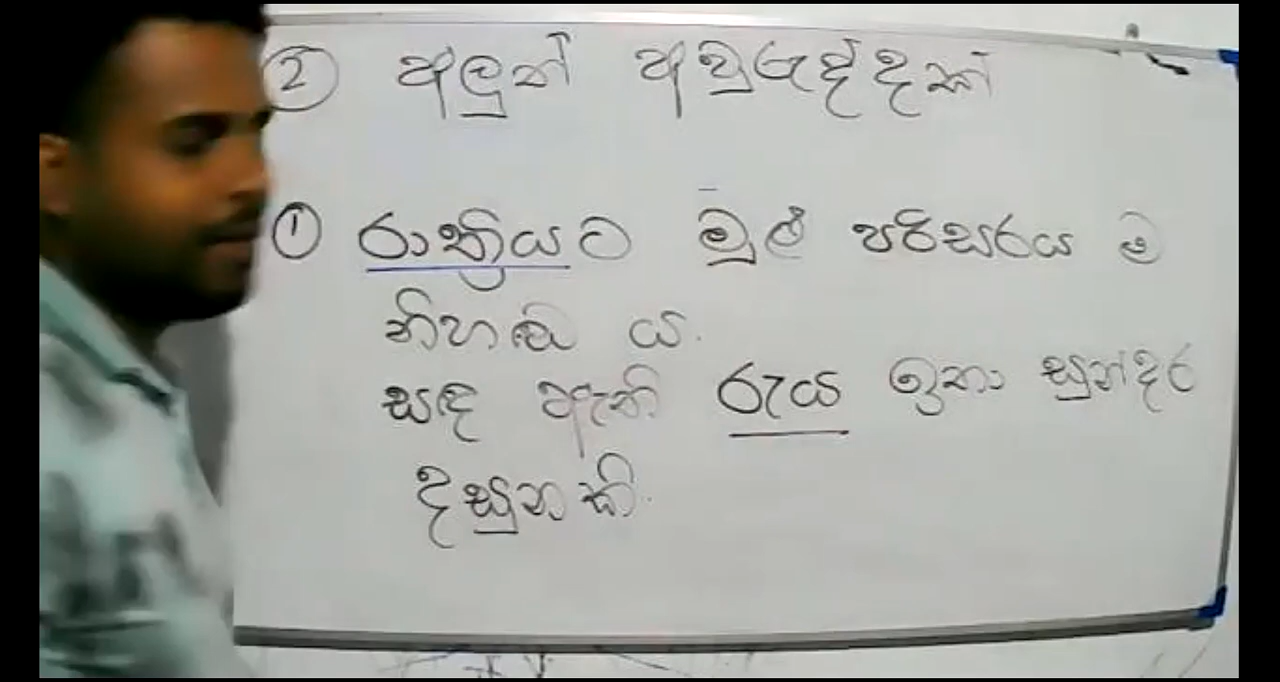 ② අලුත් අවුරුද්දක්
① රාත්‍රියට මුළු පරිසරය ම
නිහඬ ය.
සඳ ඇති රැය ඉතා සුන්දර
දසුනකි.